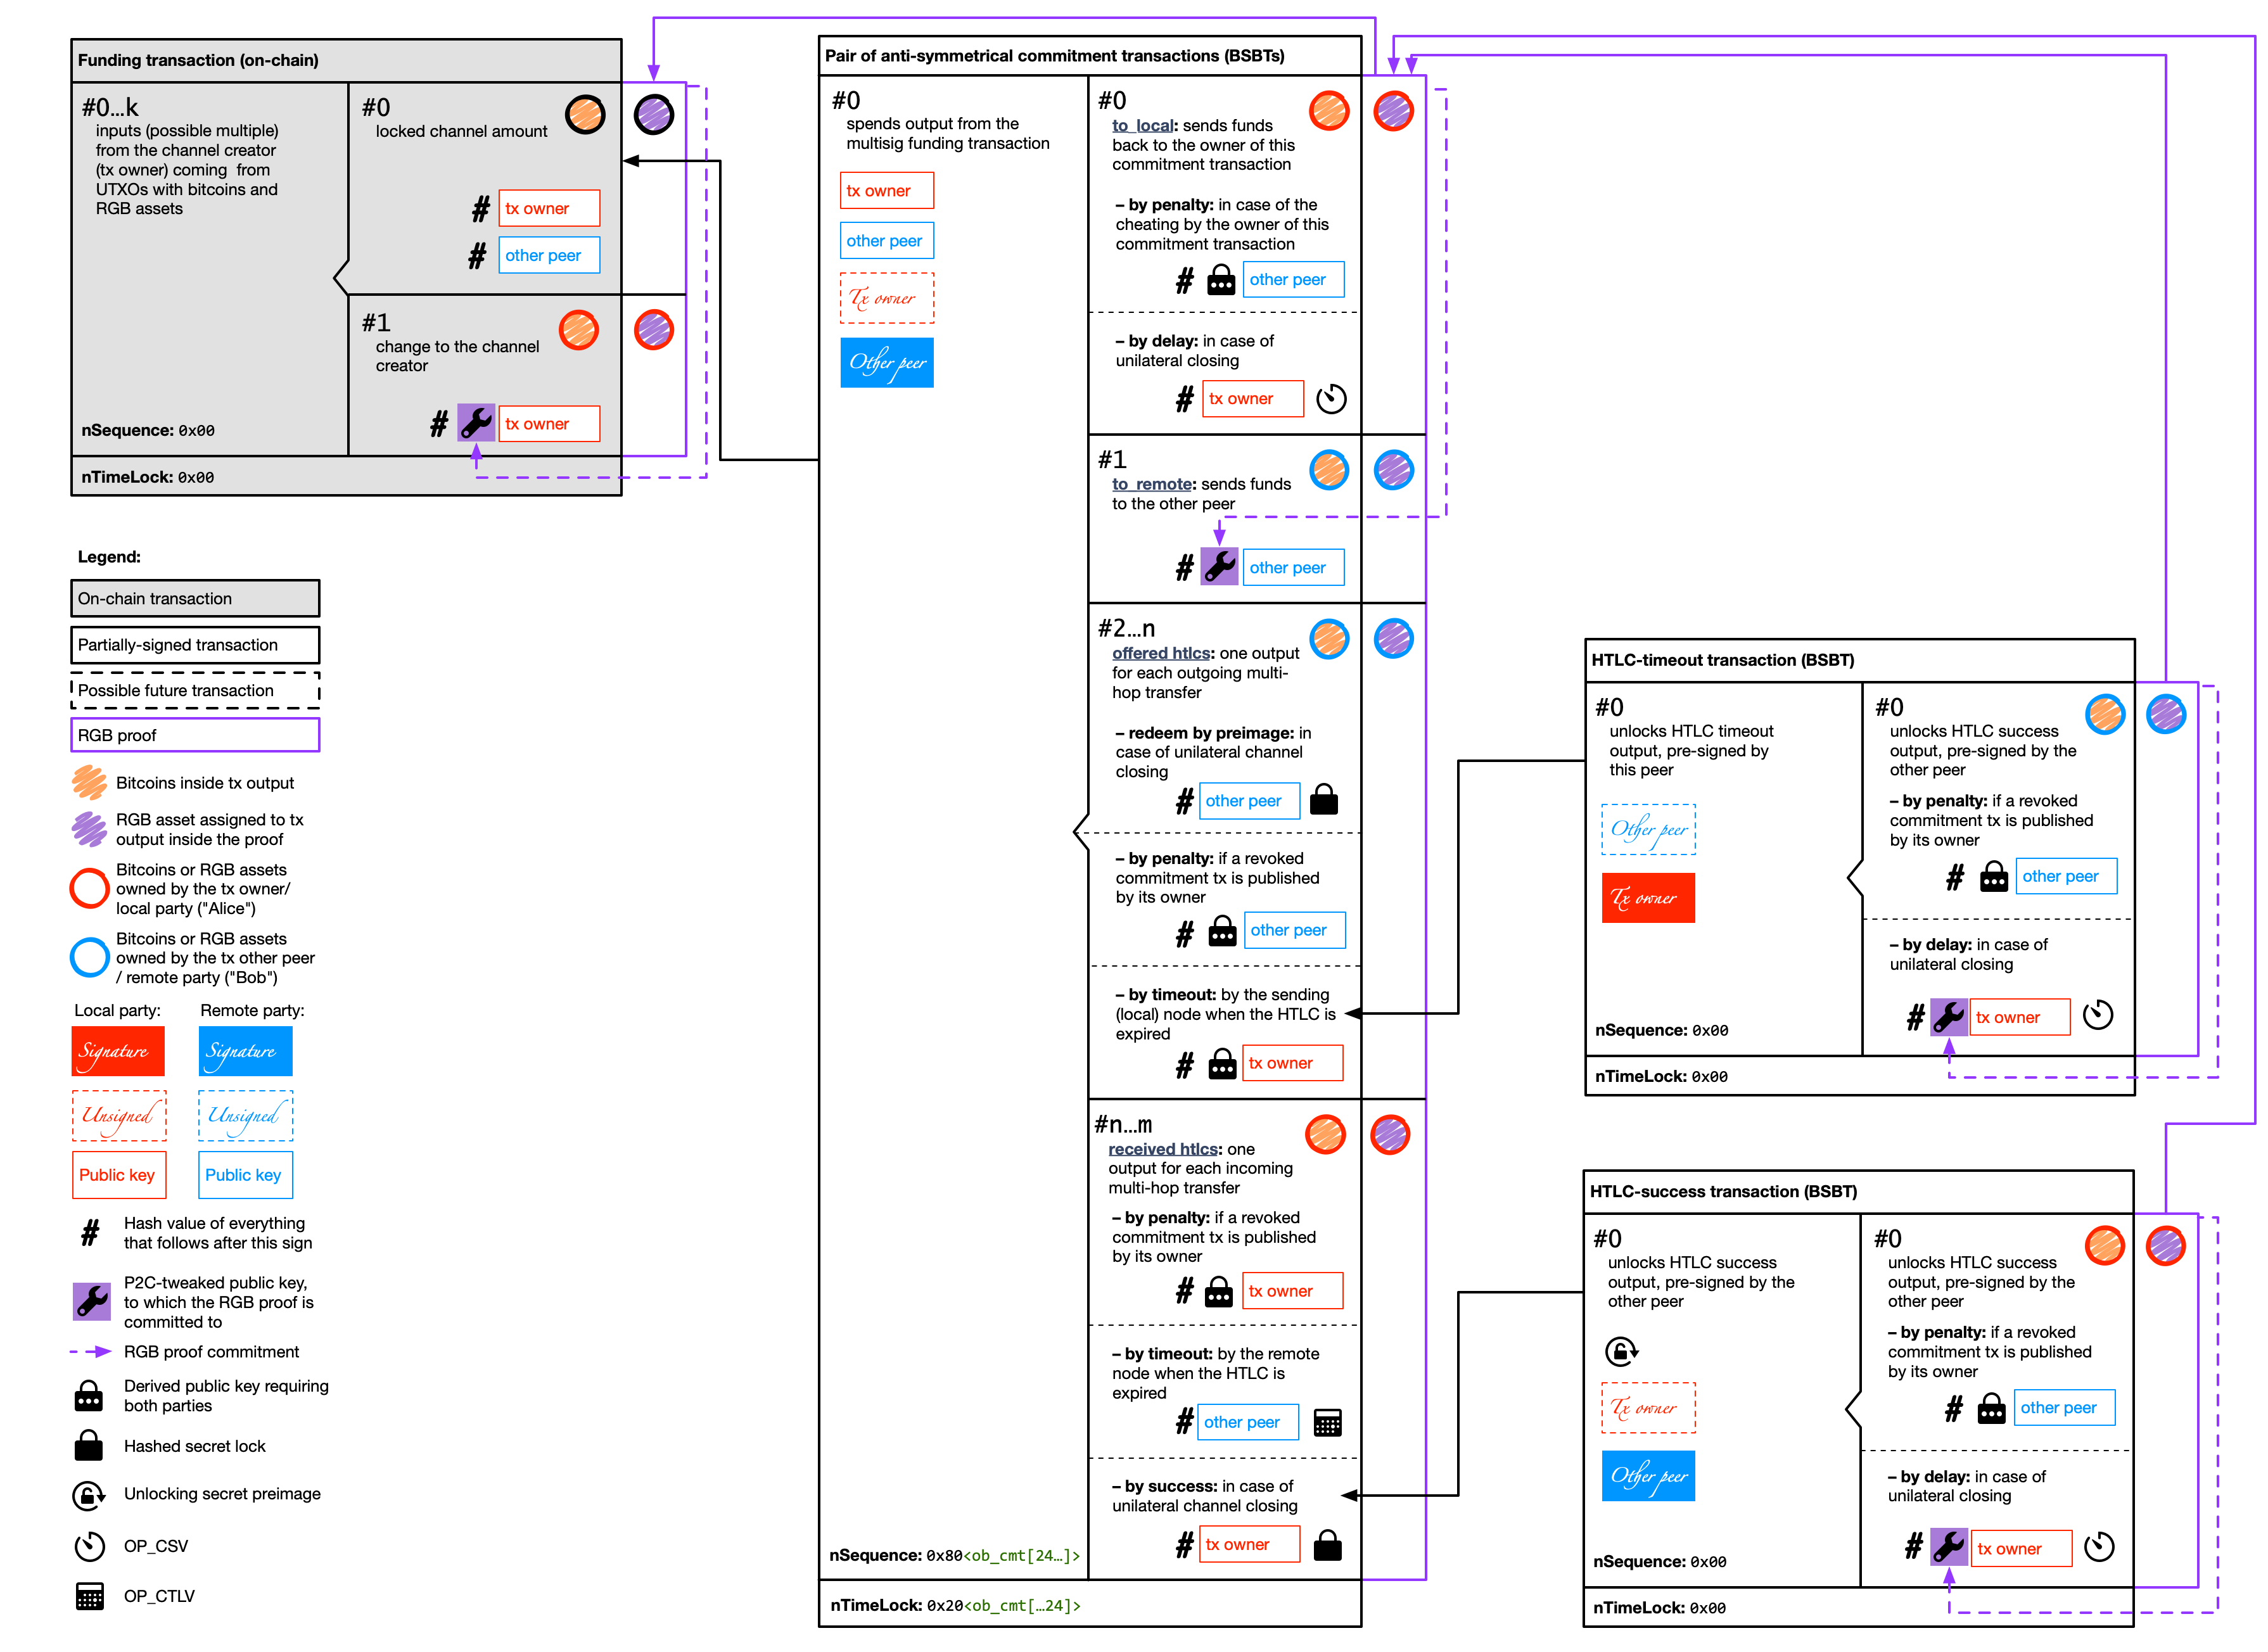 Funding transaction (on-chain)
#0…k
inputs (possible multiple)
from the channel creator
(tx owner) coming from
UTXOs with bitcoins and
RGB assets
nSequence: 0x00
#0
locked channel amount
# tx owner
# other peer
#1
change to the channel
creator
# tx owner
nTimeLock: 0x00
Legend:
On-chain transaction
Partially-signed transaction
Possible future transaction
RGB proof
Bitcoins inside tx output
RGB asset assigned to tx
output inside the proof
Bitcoins or RGB assets
owned by the tx owner/
local party ("Alice")
Bitcoins or RGB assets
owned by the tx other peer
/ remote party ("Bob")
Local party: Remote party:
Signature Signature
Unsigned Unsigned
Public key Public key
# Hash value of everything
that follows after this sign
P2C-tweaked public key,
to which the RGB proof is
committed to
RGB proof commitment
Derived public key requiring
both parties
Hashed secret lock
Unlocking secret preimage
OP_CSV
OP_CTLV
Pair of anti-symmetrical commitment transactions (BSBTs)
#0
spends output from the
multisig funding transaction
tx owner
other peer
Tx owner
Other peer
nSequence: 0x80<ob_cmt[24…]>
#0
to_local: sends funds
back to the owner of this
commitment transaction
– by penalty: in case of the
cheating by the owner of this
commitment transaction
# other peer
– by delay: in case of
unilateral closing
# tx owner
#1
to_remote: sends funds
to the other peer
# other peer
#2…n
offered htlcs: one output
for each outgoing multi-
hop transfer
– redeem by preimage: in
case of unilateral channel
closing
# other peer
– by penalty: if a revoked
commitment tx is published
by its owner
# other peer
– by timeout: by the sending
(local) node when the HTLC is
expired
# tx owner
#n…m
received htlcs: one
output for each incoming
multi-hop transfer
– by penalty: if a revoked
commitment tx is published
by its owner
# tx owner
– by timeout: by the remote
node when the HTLC is
expired
# other peer
– by success: in case of
unilateral channel closing
# tx owner
nTimeLock: 0x20<ob_cmt[…24]>
HTLC-timeout transaction (BSBT)
#0
unlocks HTLC timeout
output, pre-signed by
this peer
Other peer
Tx owner
nSequence: 0x00
#0
unlocks HTLC success
output, pre-signed by the
other peer
– by penalty: if a revoked
commitment tx is published
by its owner
# other peer
– by delay: in case of
unilateral closing
# tx owner
nTimeLock: 0x00
HTLC-success transaction (BSBT)
#0
unlocks HTLC success
output, pre-signed by the
other peer
Tx owner
Other peer
nSequence: 0x00
#0
unlocks HTLC success
output, pre-signed by the
other peer
– by penalty: if a revoked
commitment tx is published
by its owner
# other peer
– by delay: in case of
unilateral closing
# tx owner
nTimeLock: 0x00